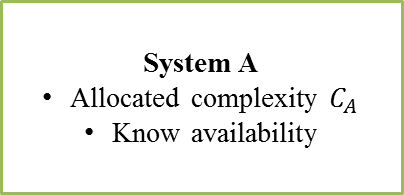 System A
• Allocated complexity C_A
• Know availability